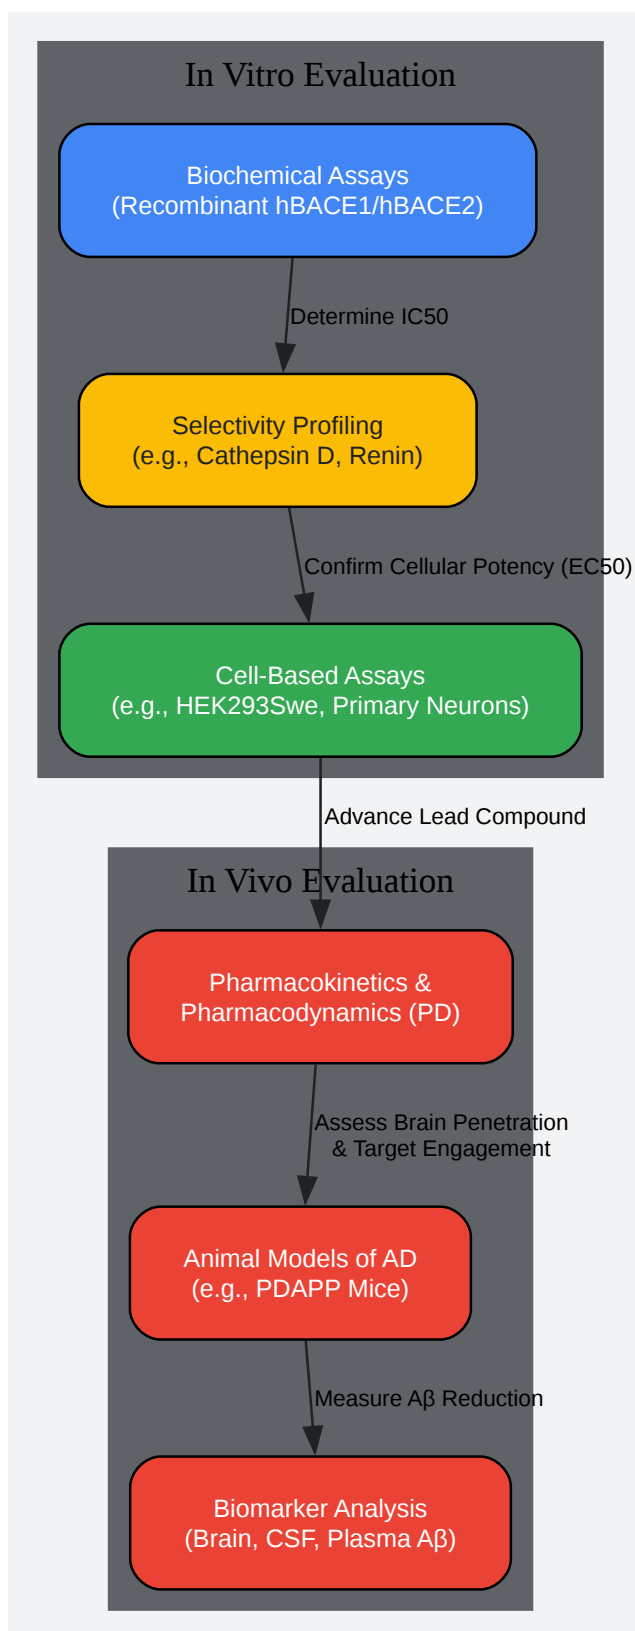 In Vitro Evaluation
Biochemical Assays
(Recombinant hBACE1/hBACE2)
Determine IC50
Selectivity Profiling
(e.g., Cathepsin D, Renin)
Confirm Cellular Potency (EC50)
Cell-Based Assays
(e.g., HEK293Swe, Primary Neurons)
Advance Lead Compound
In Vivo Evaluation
Pharmacokinetics &
Pharmacodynamics (PD)
Assess Brain Penetration
& Target Engagement
Animal Models of AD
(e.g., PDAPP Mice)
Measure Aβ Reduction
Biomarker Analysis
(Brain, CSF, Plasma Aβ)